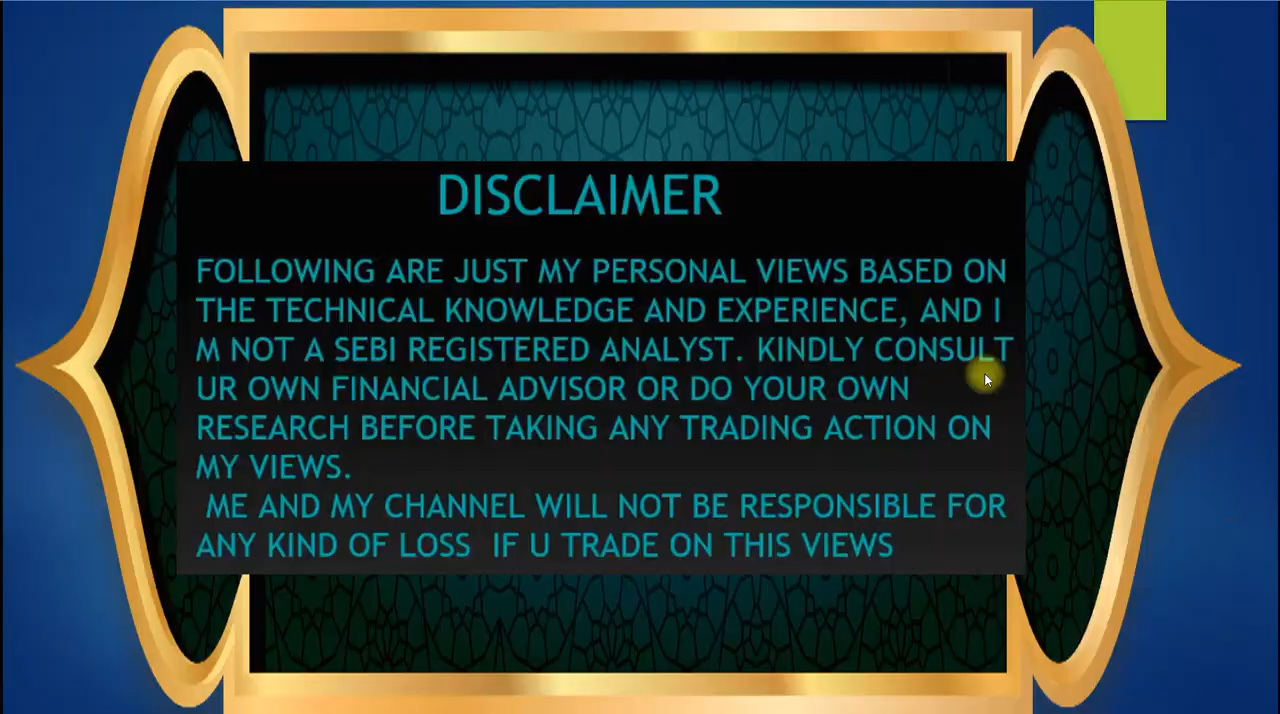 DISCLAIMER
FOLLOWING ARE JUST MY PERSONAL VIEWS BASED ON
THE TECHNICAL KNOWLEDGE AND EXPERIENCE, AND I
M NOT A SEBI REGISTERED ANALYST. KINDLY CONSULT
UR OWN FINANCIAL ADVISOR OR DO YOUR OWN
RESEARCH BEFORE TAKING ANY TRADING ACTION ON
MY VIEWS.
ME AND MY CHANNEL WILL NOT BE RESPONSIBLE FOR
ANY KIND OF LOSS  IF U TRADE ON THIS VIEWS